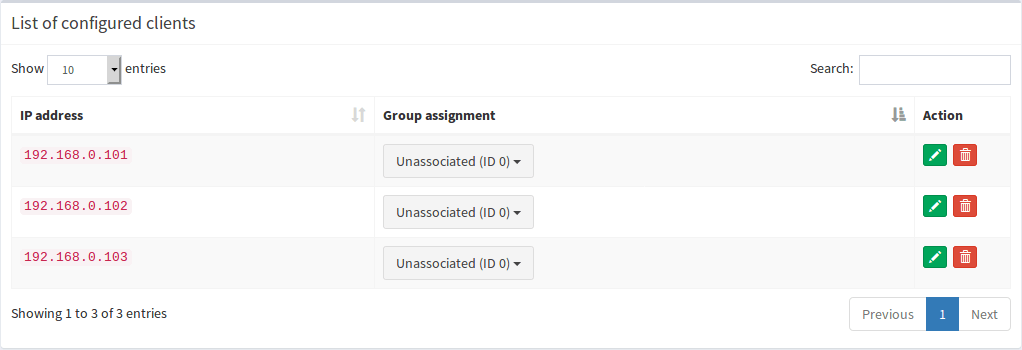 List of configured clients
Show 10 entries Search:
IP address Group assignment Action
192.168.0.101 Unassociated (ID 0)
192.168.0.102 Unassociated (ID 0)
192.168.0.103 Unassociated (ID 0)
Showing 1 to 3 of 3 entries Previous 1 Next